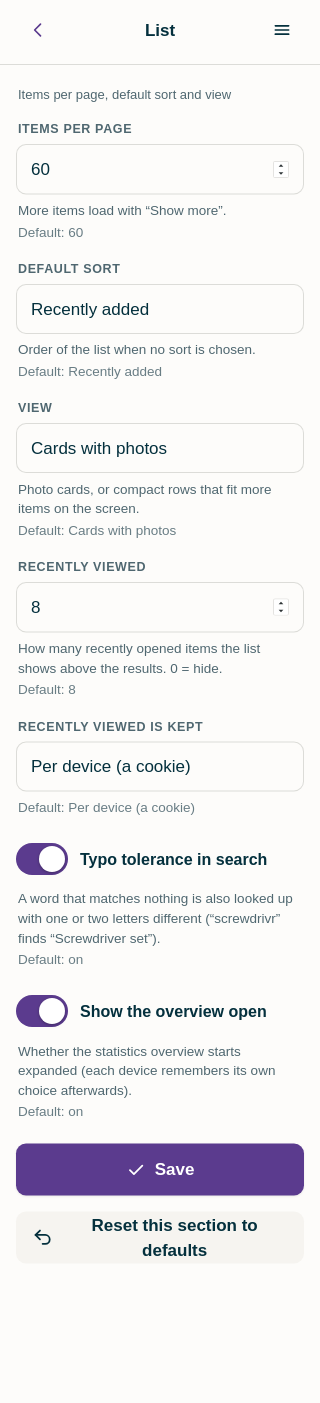 List
Items per page, default sort and view
ITEMS PER PAGE
60
More items load with “Show more”.
Default: 60
DEFAULT SORT
Recently added
Order of the list when no sort is chosen.
Default: Recently added
VIEW
Cards with photos
Photo cards, or compact rows that fit more
items on the screen.
Default: Cards with photos
RECENTLY VIEWED
8
How many recently opened items the list
shows above the results. 0 = hide.
Default: 8
RECENTLY VIEWED IS KEPT
Per device (a cookie)
Default: Per device (a cookie)
Typo tolerance in search
A word that matches nothing is also looked up
with one or two letters different (“screwdrivr”
finds “Screwdriver set”).
Default: on
Show the overview open
Whether the statistics overview starts
expanded (each device remembers its own
choice afterwards).
Default: on
Save
Reset this section to
defaults